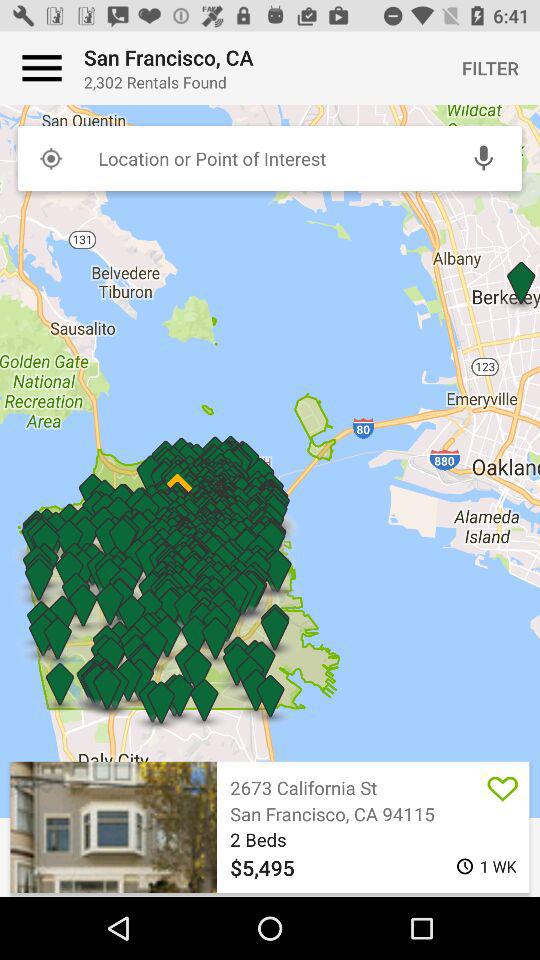 6:41
San Francisco, CA
2,302 Rentals Found
FILTER
Wildcat
San Quentin
Location or Point of Interest
131
Albany
Belvedere
Tiburon
Berkeley
Sausalito
Golden Gate
National
Recreation
Area
123
Emeryville
80
880
Oakland
Alameda
Island
Daly City
2673 California St
San Francisco, CA 94115
2 Beds
$5,495
1 WK